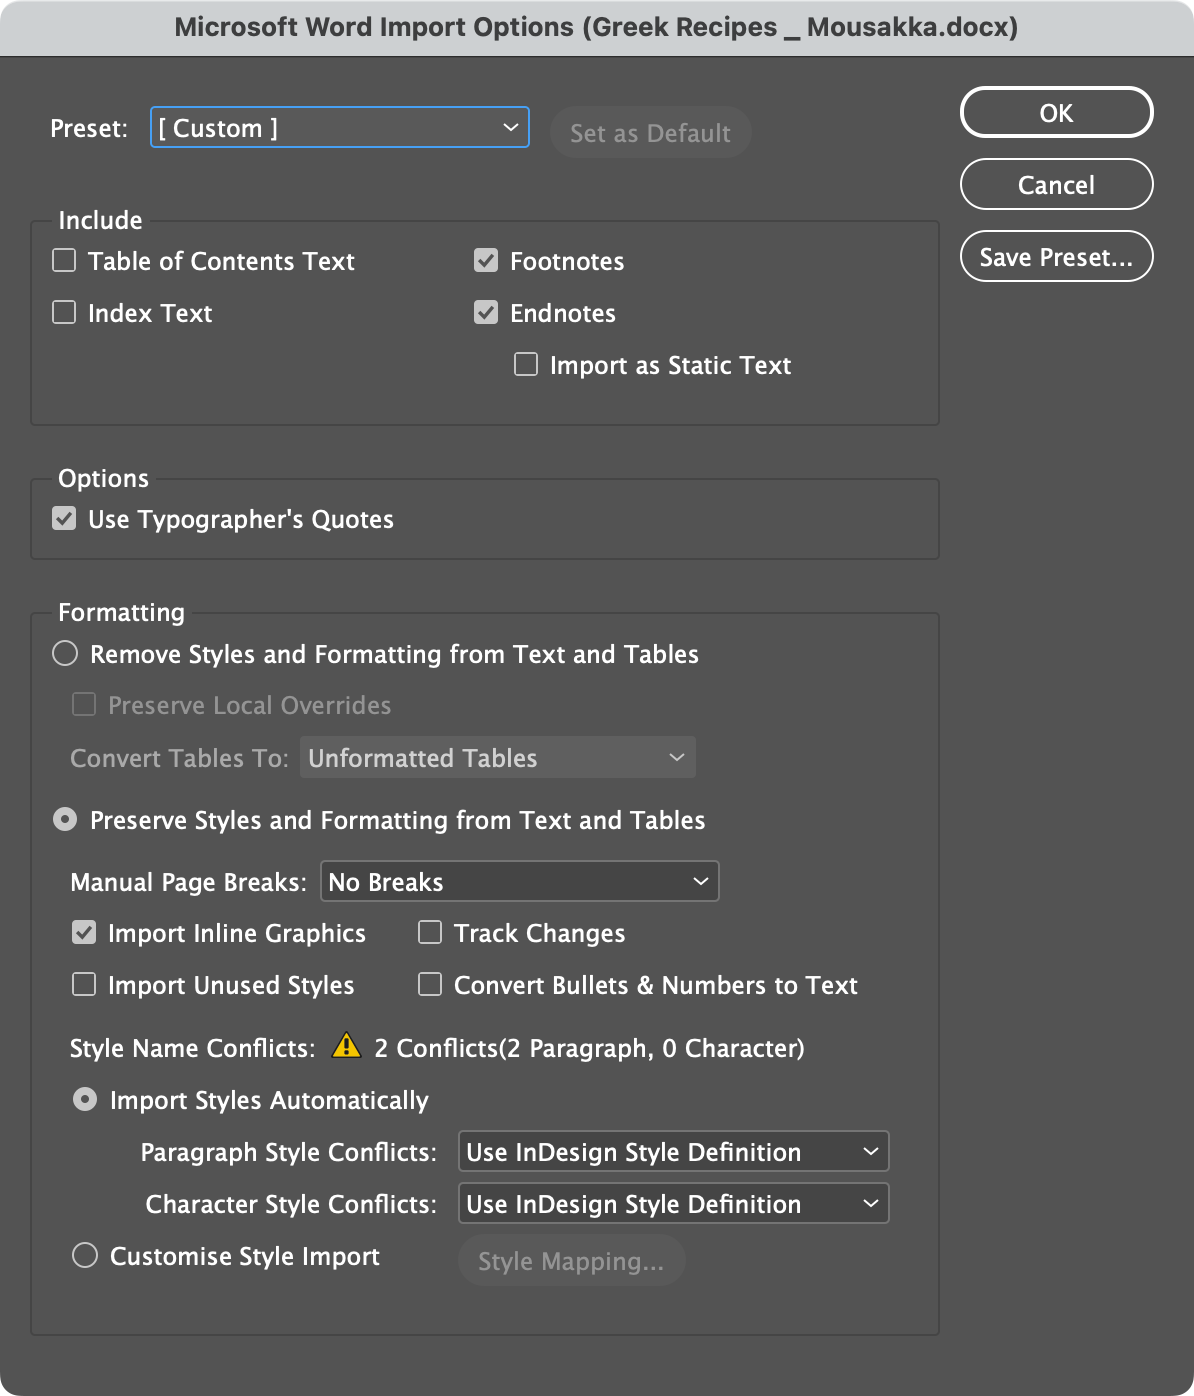 Microsoft Word Import Options (Greek Recipes _ Mousakka.docx)
Preset: [ Custom ] Set as Default
OK
Cancel
Save Preset...
Include
Table of Contents Text Footnotes
Index Text Endnotes
Import as Static Text
Options
Use Typographer's Quotes
Formatting
Remove Styles and Formatting from Text and Tables
Preserve Local Overrides
Convert Tables To: Unformatted Tables
Preserve Styles and Formatting from Text and Tables
Manual Page Breaks: No Breaks
Import Inline Graphics Track Changes
Import Unused Styles Convert Bullets & Numbers to Text
Style Name Conflicts: 2 Conflicts(2 Paragraph, 0 Character)
Import Styles Automatically
Paragraph Style Conflicts: Use InDesign Style Definition
Character Style Conflicts: Use InDesign Style Definition
Customise Style Import Style Mapping...